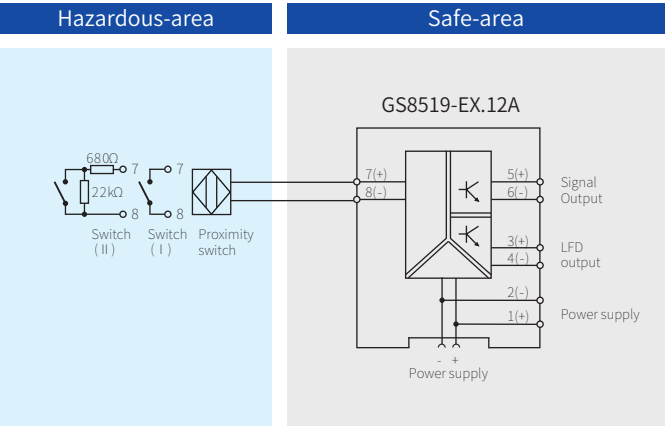 Hazardous-area
Safe-area
GS8519-EX.12A
680Ω
7
7
22kΩ
8
8
Switch
(Ⅱ)
Switch
(Ⅰ)
Proximity
switch
7(+)
8(-)
5(+)
6(-)
Signal
Output
3(+)
4(-)
LFD
output
2(-)
1(+)
Power supply
- +
Power supply